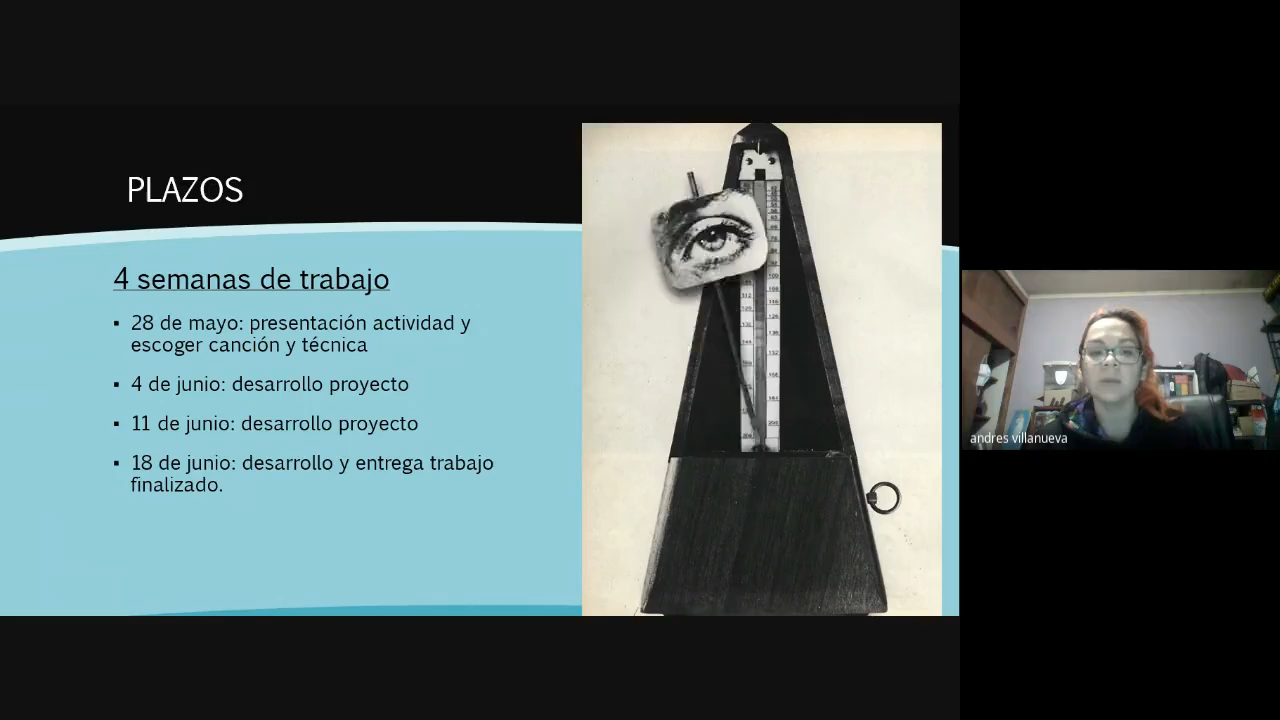 PLAZOS
4 semanas de trabajo
▪ 28 de mayo: presentación actividad y
escoger canción y técnica
▪ 4 de junio: desarrollo proyecto
▪ 11 de junio: desarrollo proyecto
▪ 18 de junio: desarrollo y entrega trabajo
finalizado.
andres villanueva